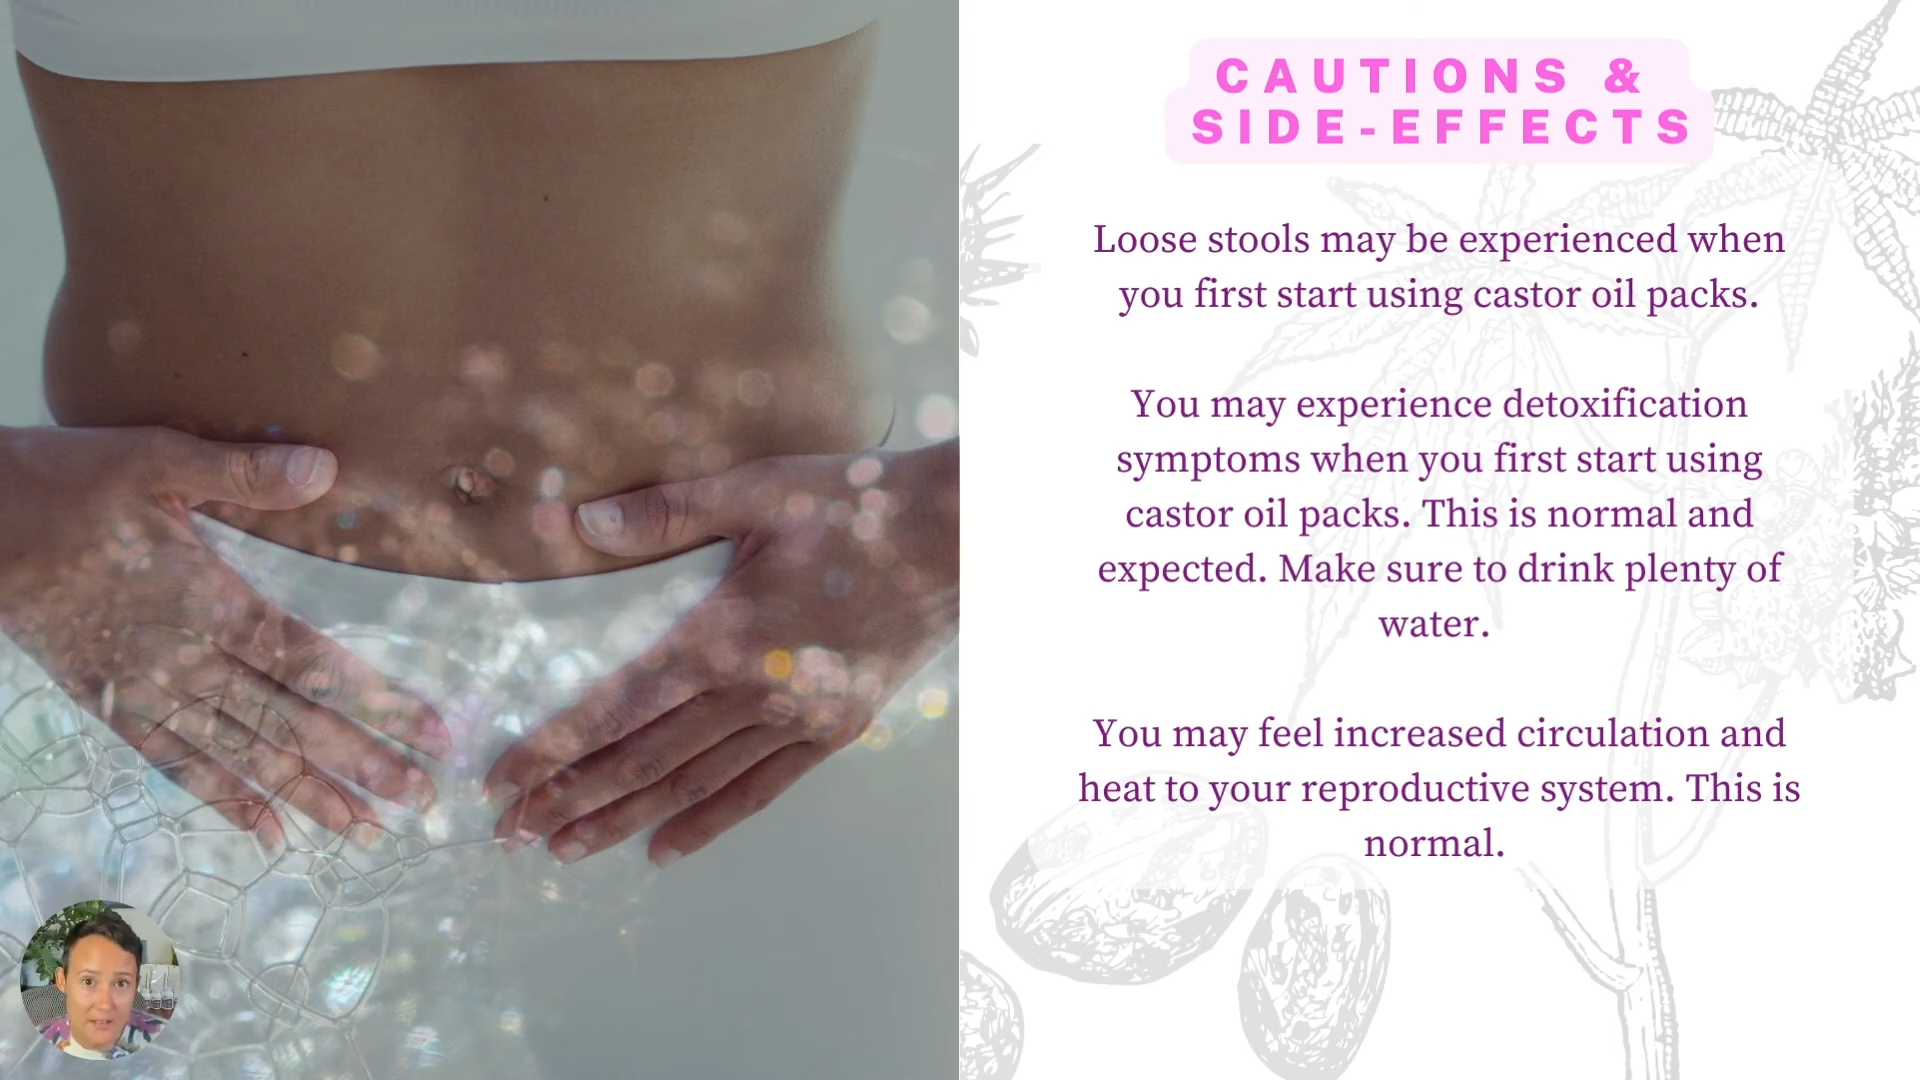 CAUTIONS &
SIDE-EFFECTS
Loose stools may be experienced when
you first start using castor oil packs.
You may experience detoxification
symptoms when you first start using
castor oil packs. This is normal and
expected. Make sure to drink plenty of
water.
You may feel increased circulation and
heat to your reproductive system. This is
normal.